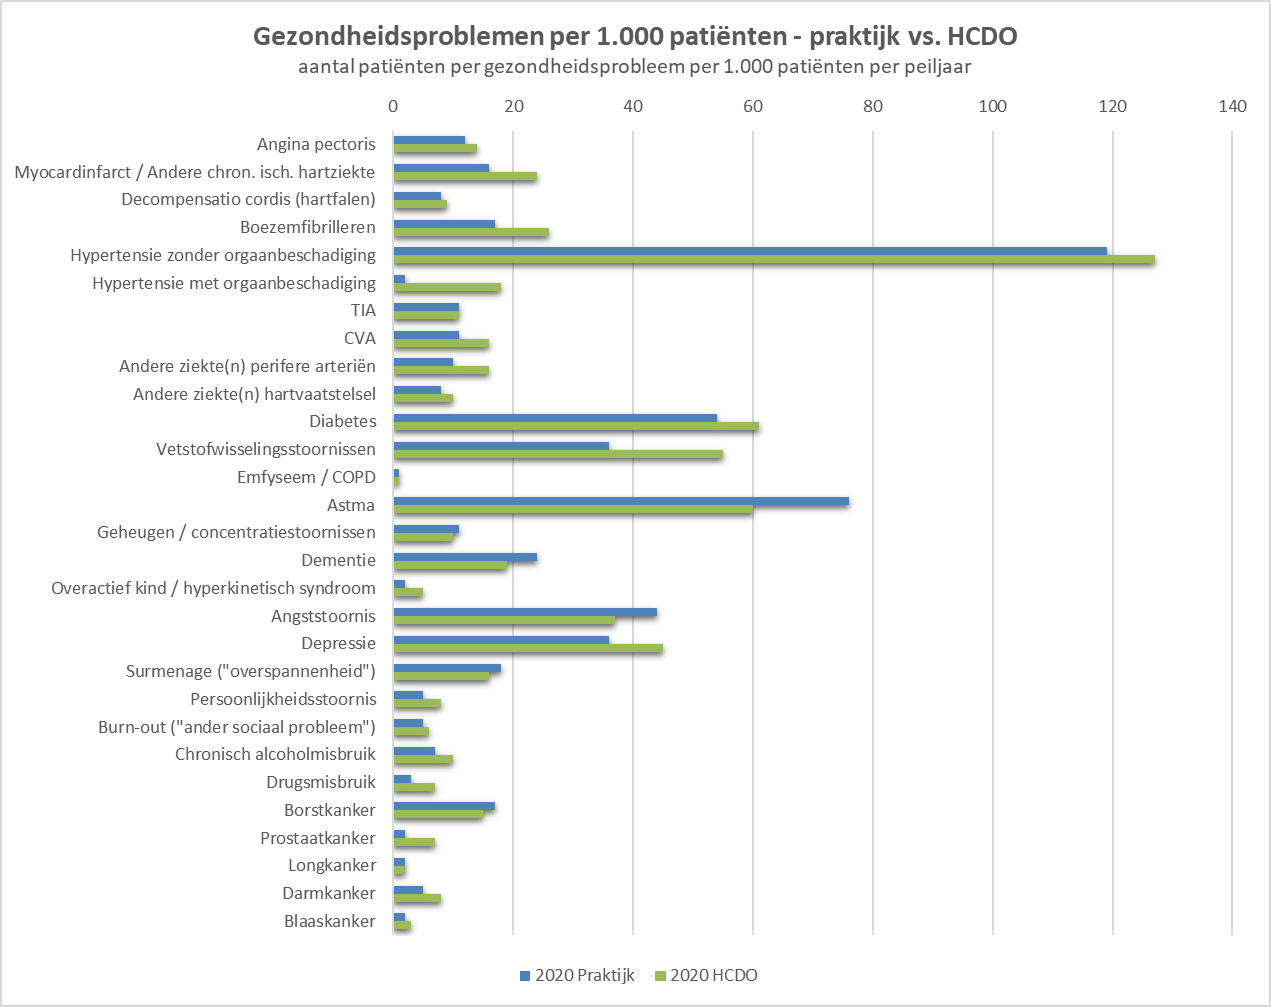 Gezondheidsproblemen per 1.000 patiënten - praktijk vs. HCDO
aantal patiënten per gezondheidsprobleem per 1.000 patiënten per peiljaar
0 20 40 60 80 100 120 140
Angina pectoris
Myocardinfarct / Andere chron. isch. hartziekte
Decompensatio cordis (hartfalen)
Boezemfibrilleren
Hypertensie zonder orgaanbeschadiging
Hypertensie met orgaanbeschadiging
TIA
CVA
Andere ziekte(n) perifere arteriën
Andere ziekte(n) hartvaatstelsel
Diabetes
Vetstofwisselingsstoornissen
Emfyseem / COPD
Astma
Geheugen / concentratiestoornissen
Dementie
Overactief kind / hyperkinetisch syndroom
Angststoornis
Depressie
Surmenage ("overspannenheid")
Persoonlijkheidsstoornis
Burn-out ("ander sociaal probleem")
Chronisch alcoholmisbruik
Drugsmisbruik
Borstkanker
Prostaatkanker
Longkanker
Darmkanker
Blaaskanker
2020 Praktijk 2020 HCDO